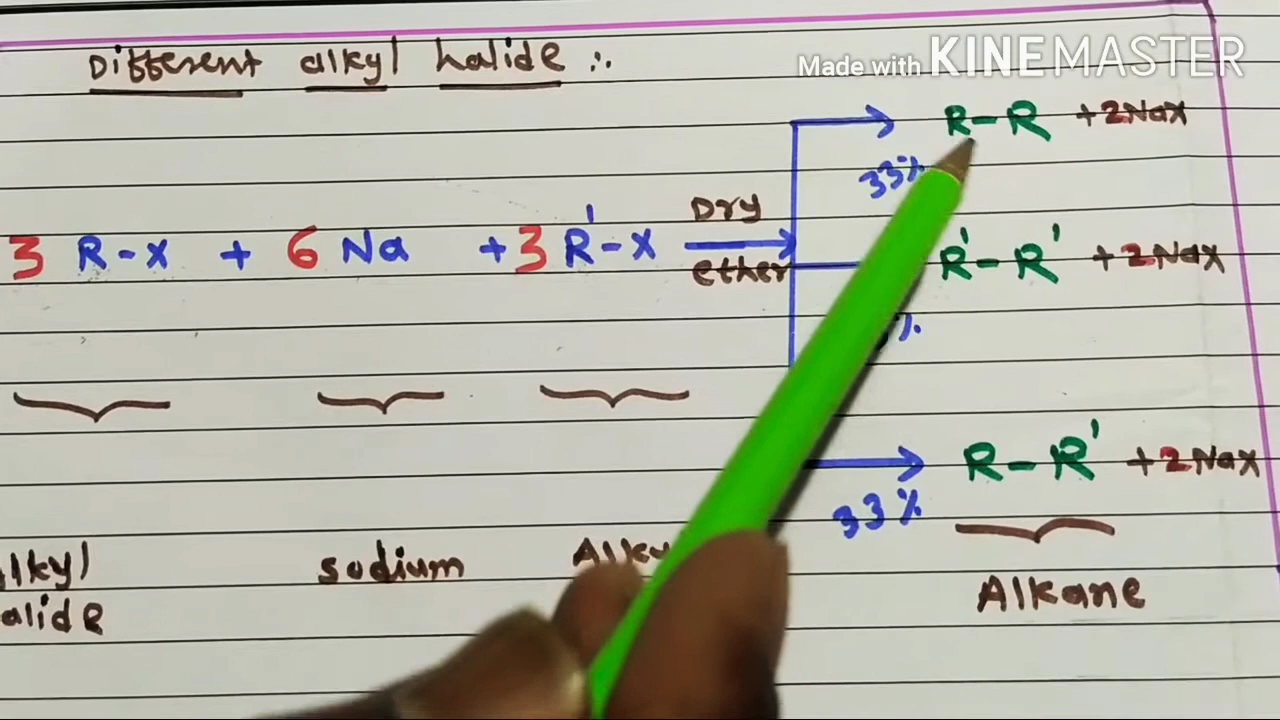 Different alkyl halide :.
Made with KINEMASTER
R-R +2NaX
33%
3 R-X + 6 Na +3 R'-X
Dry
ether
R'-R' +2NaX
%
R-R' +2NaX
33%
lkyl
alide
sodium
Alky
Alkane